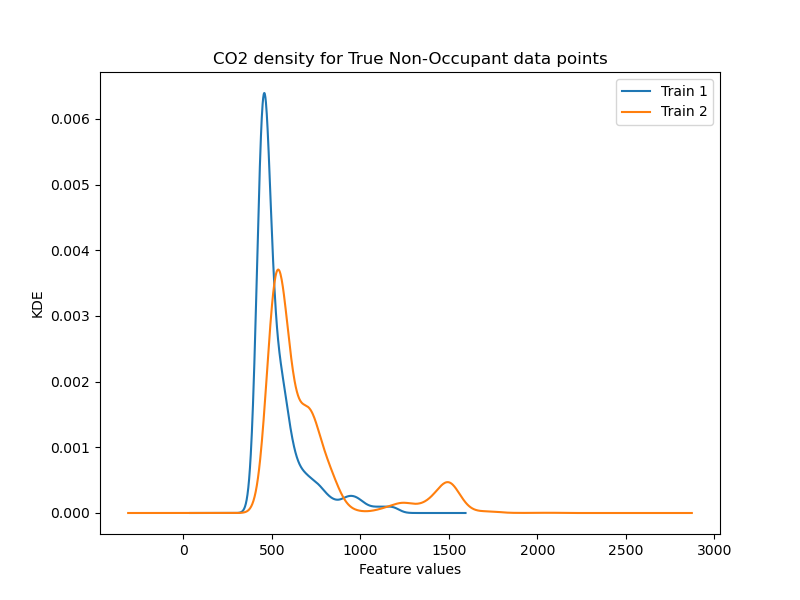 CO2 density for True Non-Occupant data points
Train 1
Train 2
KDE
0.006
0.005
0.004
0.003
0.002
0.001
0.000
0 500 1000 1500 2000 2500 3000
Feature values